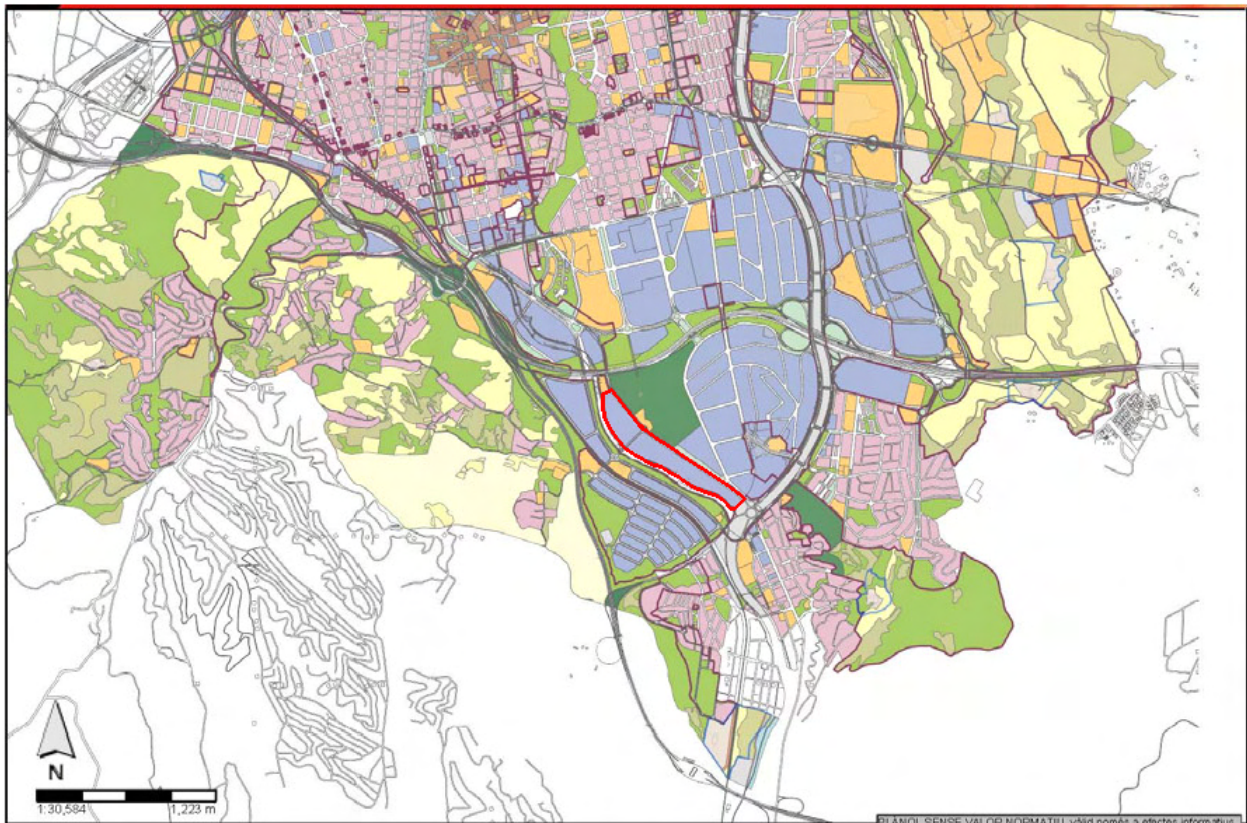 N
1:30,584 1,223 m
PLÀNOL SENSE VALOR NORMATIU, vàlid només a efectes informatius